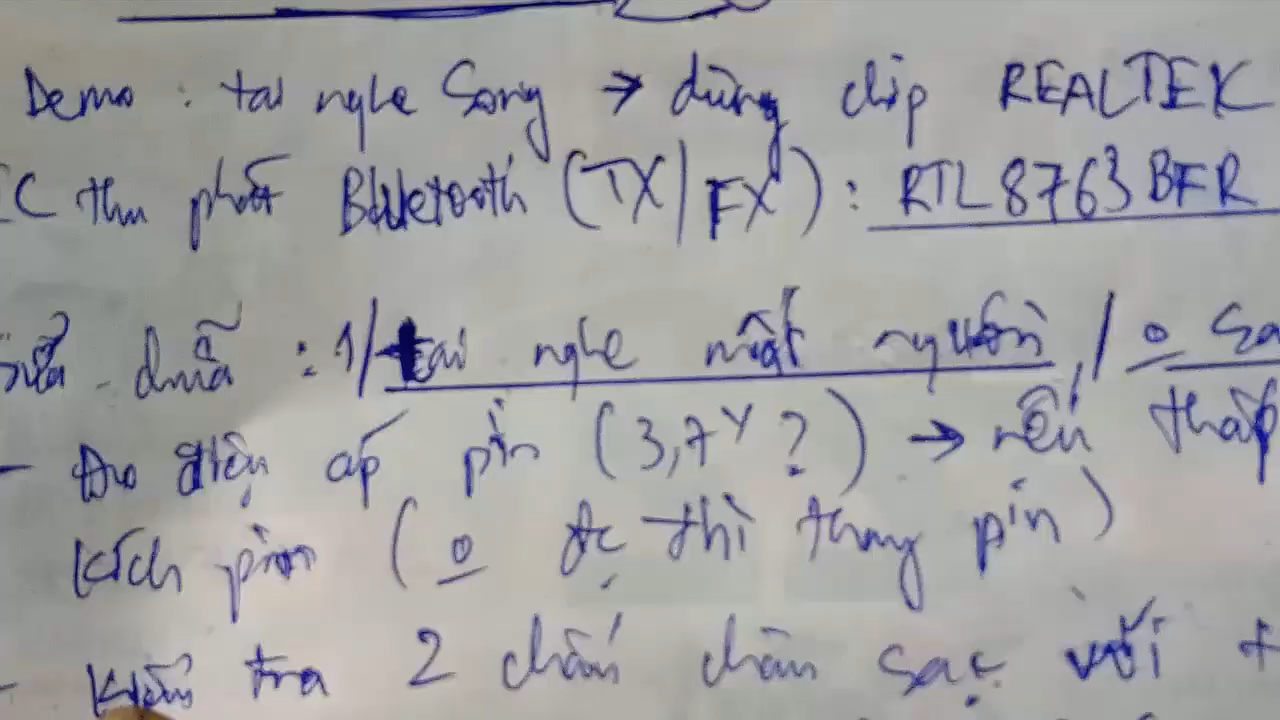 Demo : tai nghe Sony → dùng chip REALTEK
IC thu phát Bluetooth (TX/FX) : RTL8763BFR
Sửa chữa : 1/ tai nghe mất nguồn / o sạ
- Đo điện áp pin (3,7V ?) → nếu thấp
kích pin (o đc thì thay pin)
- Kiểm tra 2 chấu chân sạc với t